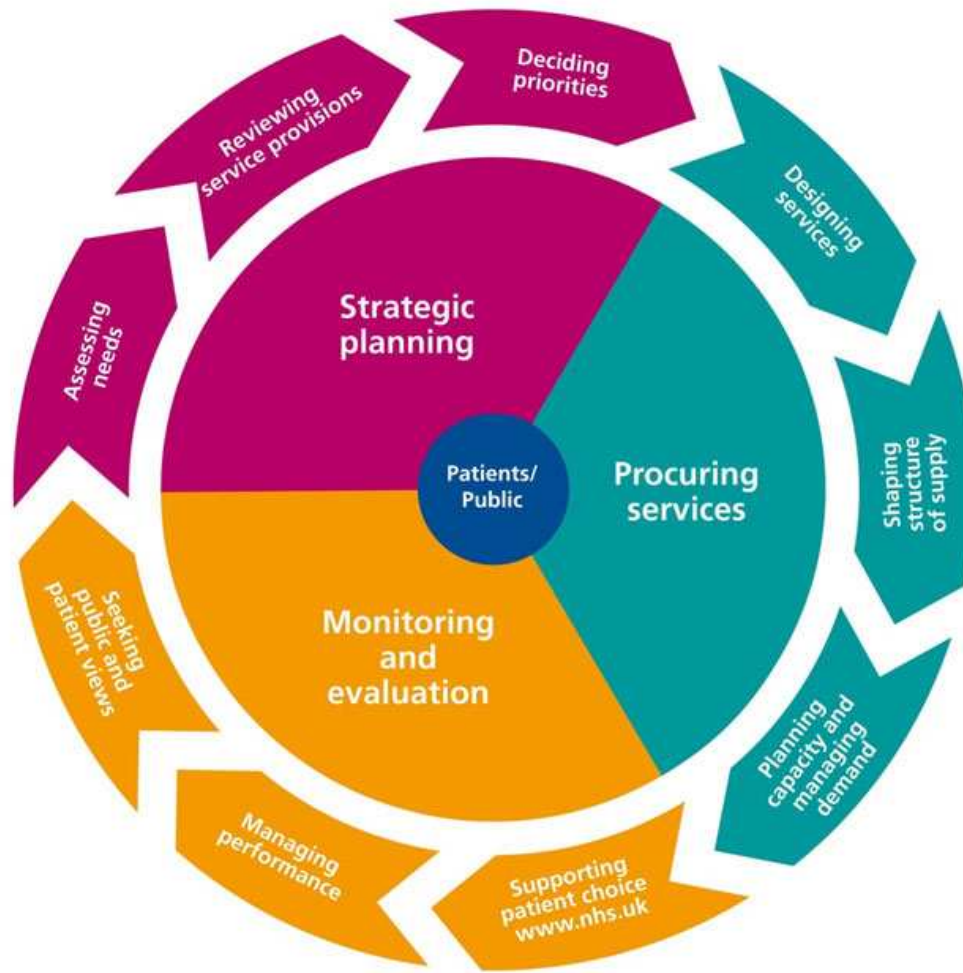 Deciding
priorities
Reviewing
service provisions
Designing
services
Assessing
needs
Strategic
planning
Patients/
Public
Procuring
services
Shaping
structure
of supply
Monitoring
and
evaluation
Seeking
public and
patient views
Planning
capacity and
managing
demand
Managing
performance
Supporting
patient choice
www.nhs.uk